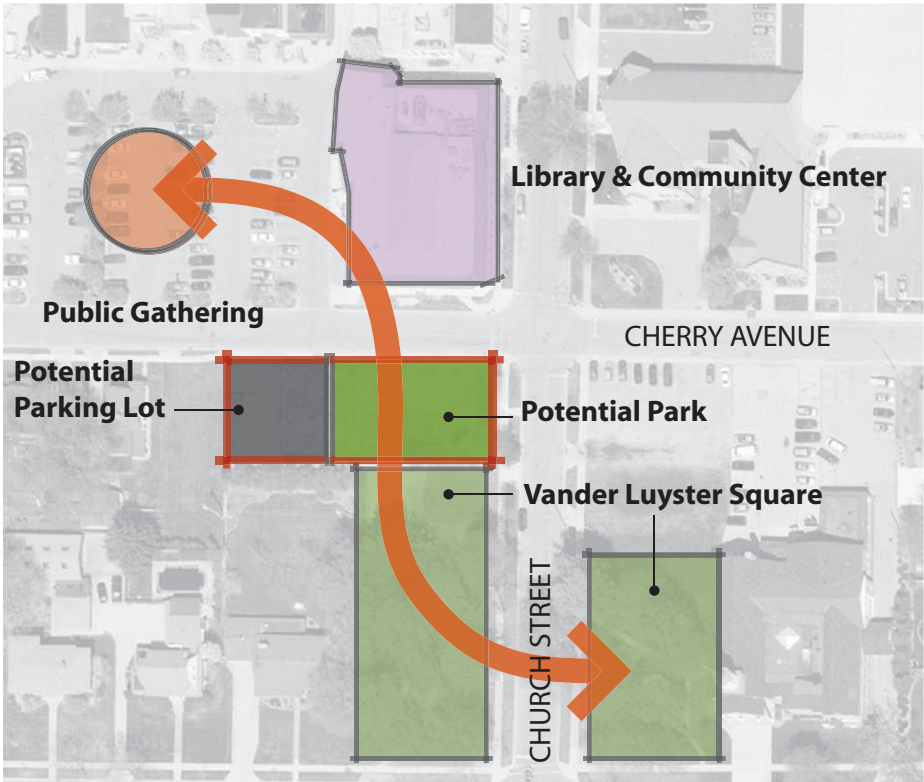 Library & Community Center
Public Gathering
CHERRY AVENUE
Potential
Parking Lot
Potential Park
Vander Luyster Square
CHURCH STREET